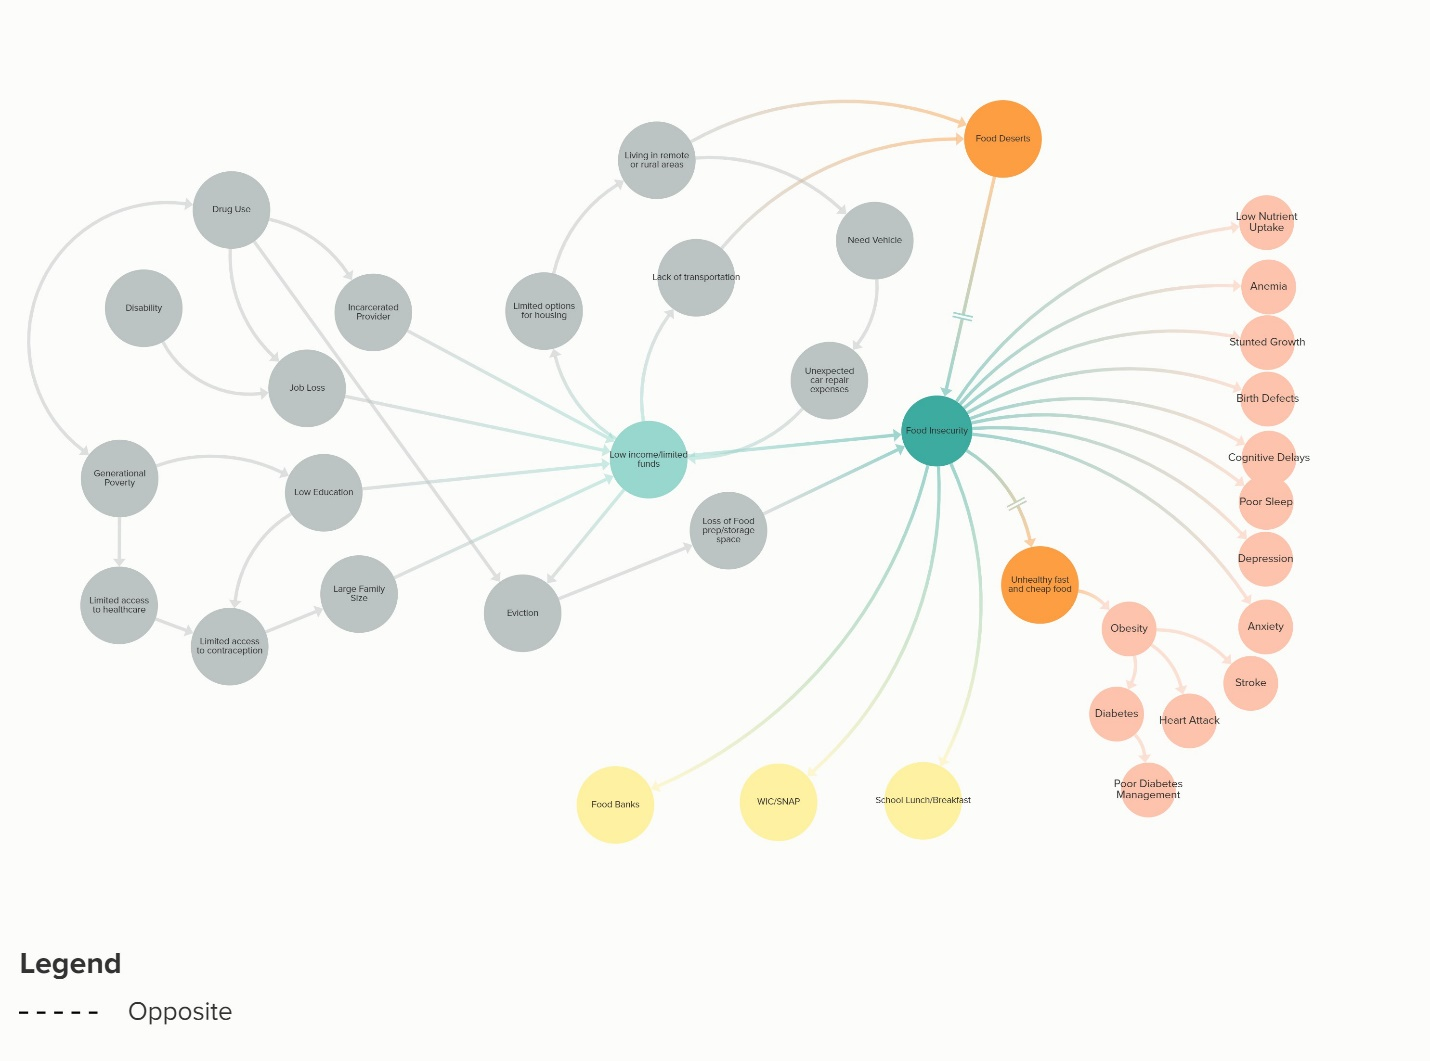 Food Deserts
Living in remote
or rural areas
Drug Use
Low Nutrient
Uptake
Need Vehicle
Lack of transportation
Anemia
Disability
Incarcerated
Provider
Limited options
for housing
Stunted Growth
Job Loss
Unexpected
car repair
expenses
Birth Defects
Food Insecurity
Low income/limited
funds
Cognitive Delays
Generational
Poverty
Low Education
Poor Sleep
Loss of Food
prep/storage
space
Depression
Limited access
to healthcare
Large Family
Size
Eviction
Unhealthy fast
and cheap food
Obesity
Anxiety
Limited access
to contraception
Stroke
Diabetes
Heart Attack
Poor Diabetes
Management
Food Banks
WIC/SNAP
School Lunch/Breakfast
Legend
Opposite